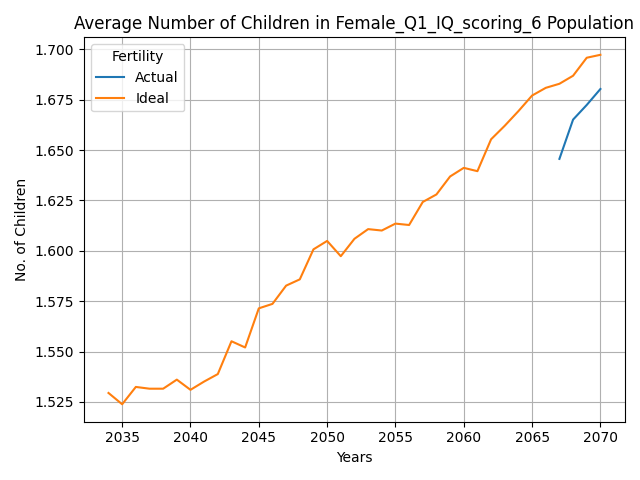 Average Number of Children in Female_Q1_IQ_scoring_6 Population
Fertility
Actual
Ideal
No. of Children
1.700
1.675
1.650
1.625
1.600
1.575
1.550
1.525
2035 2040 2045 2050 2055 2060 2065 2070
Years